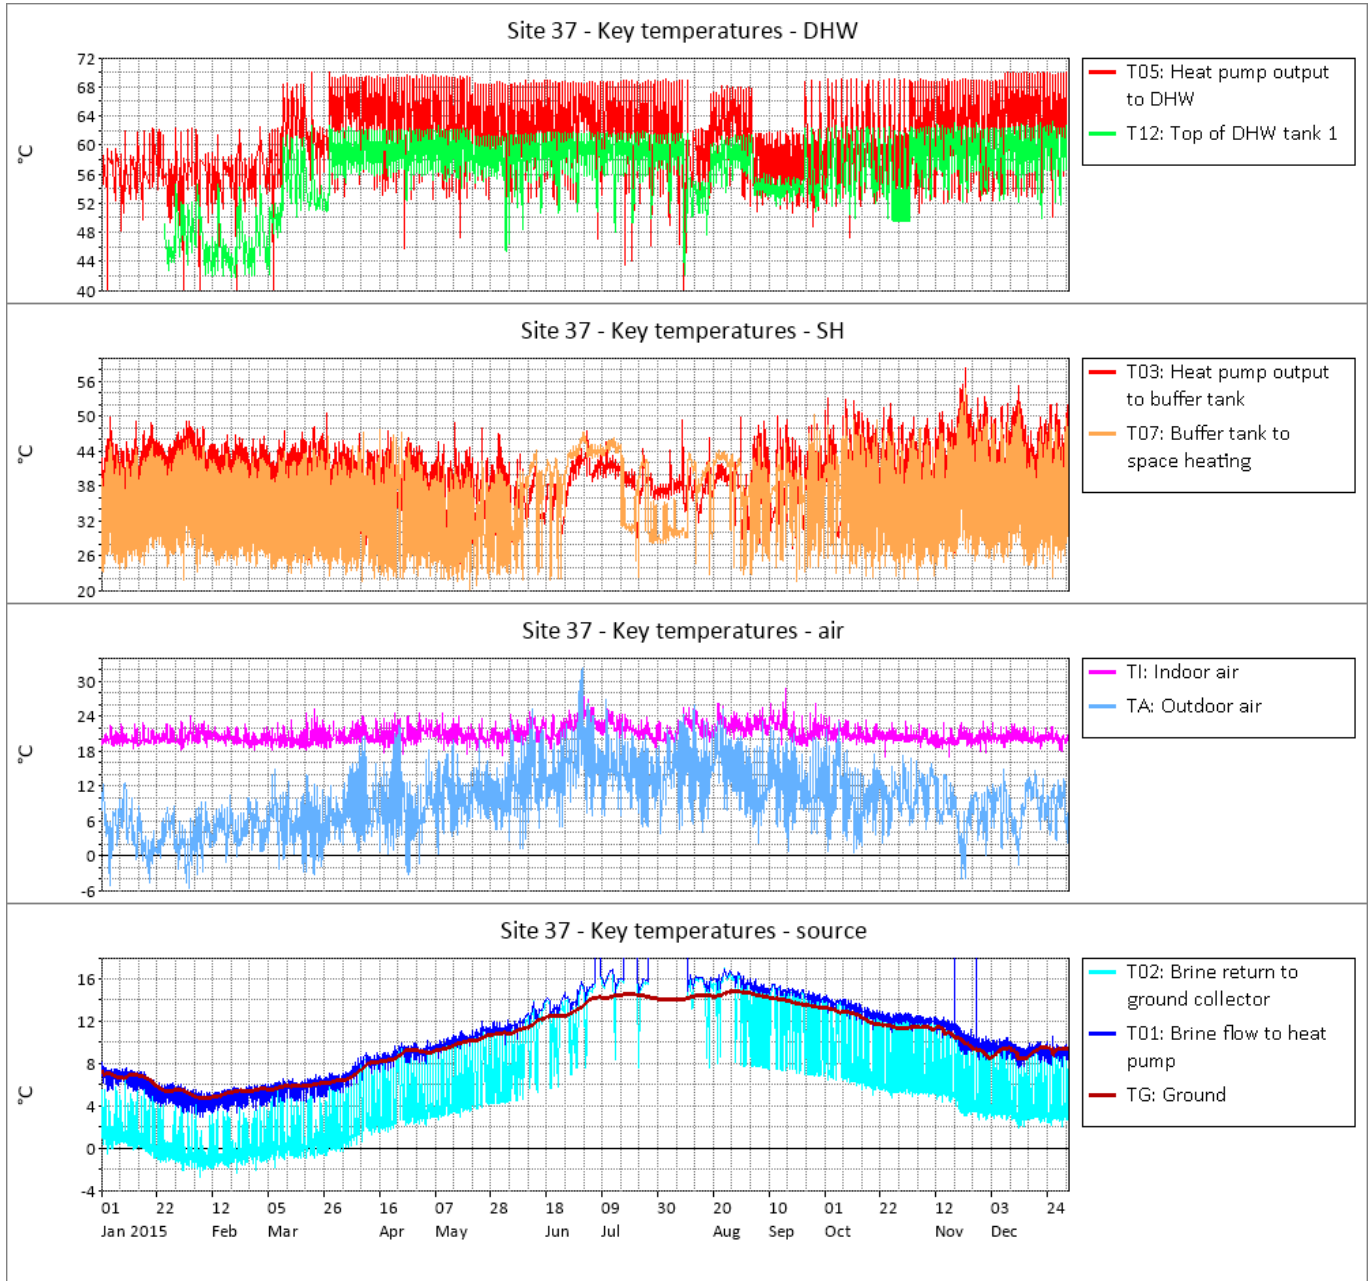 Site 37 - Key temperatures - DHW
72
68
64
60
56
52
48
44
40
°C
T05: Heat pump output
to DHW
T12: Top of DHW tank 1
Site 37 - Key temperatures - SH
56
50
44
38
32
26
20
°C
T03: Heat pump output
to buffer tank
T07: Buffer tank to
space heating
Site 37 - Key temperatures - air
30
24
18
12
6
0
-6
°C
TI: Indoor air
TA: Outdoor air
Site 37 - Key temperatures - source
16
12
8
4
0
-4
°C
T02: Brine return to
ground collector
T01: Brine flow to heat
pump
TG: Ground
01 22 12 05 26 16 07 28 18 09 30 20 10 01 22 12 03 24
Jan 2015 Feb Mar Apr May Jun Jul Aug Sep Oct Nov Dec